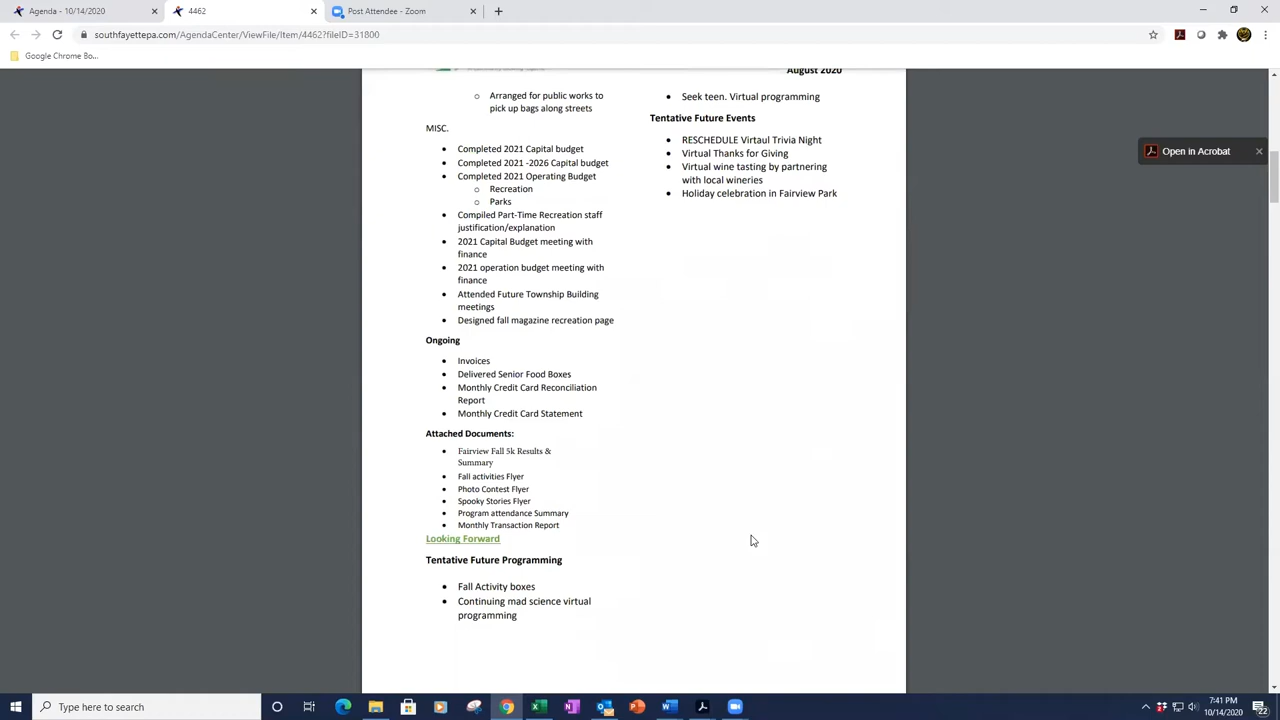 Agenda - 10/14/2020
4462
Post Attendee - Zoom
southfayettepa.com/AgendaCenter/ViewFile/Item/4462?fileID=31800
Google Chrome Bo...
Open in Acrobat
August 2020
Arranged for public works to
pick up bags along streets
MISC.
Completed 2021 Capital budget
Completed 2021 -2026 Capital budget
Completed 2021 Operating Budget
Recreation
Parks
Compiled Part-Time Recreation staff
justification/explanation
2021 Capital Budget meeting with
finance
2021 operation budget meeting with
finance
Attended Future Township Building
meetings
Designed fall magazine recreation page
Ongoing
Invoices
Delivered Senior Food Boxes
Monthly Credit Card Reconciliation
Report
Monthly Credit Card Statement
Attached Documents:
Fairview Fall 5k Results &
Summary
Fall activities Flyer
Photo Contest Flyer
Spooky Stories Flyer
Program attendance Summary
Monthly Transaction Report
Looking Forward
Tentative Future Programming
Fall Activity boxes
Continuing mad science virtual
programming
Seek teen. Virtual programming
Tentative Future Events
RESCHEDULE Virtaul Trivia Night
Virtual Thanks for Giving
Virtual wine tasting by partnering
with local wineries
Holiday celebration in Fairview Park
Type here to search
7:41 PM
10/14/2020
22